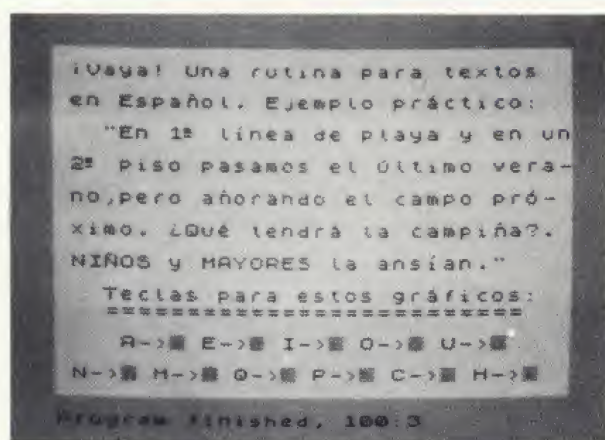 ¡Vaya! Una rutina para textos
en Español. Ejemplo práctico:
"En 1ª línea de playa y en un
2º piso pasamos el último vera-
no,pero añorando el campo pró-
ximo. ¿Qué tendrá la campiña?.
NIÑOS y MAYORES la ansían."
Teclas para estos gráficos:
============================
A-> E-> I-> O-> U->
N-> M-> Q-> P-> C-> H->
Program finished, 100:3